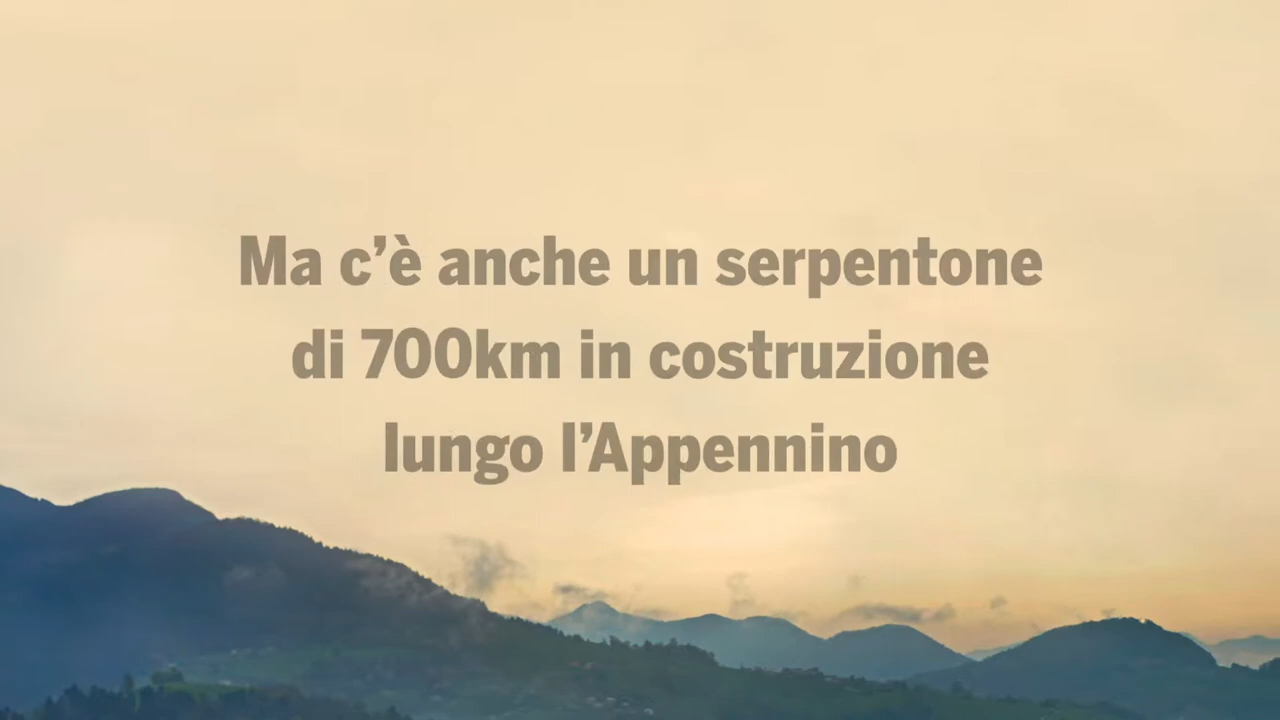 Ma c’è anche un serpentone
di 700km in costruzione
lungo l’Appennino